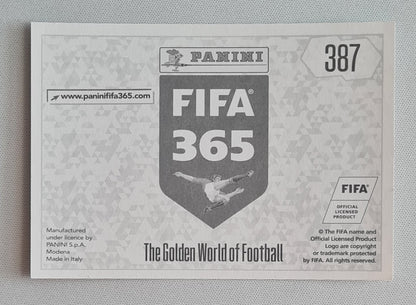 PANINI
387
www.paninififa365.com
FIFA
365
FIFA
OFFICIAL
LICENSED
PRODUCT
Manufactured
under licence by
PANINI S.p.A.
Modena
Made in Italy
The Golden World of Football
© The FIFA name and
Official Licensed Product
Logo are copyright
or trademark protected
by FIFA. All rights reserved.